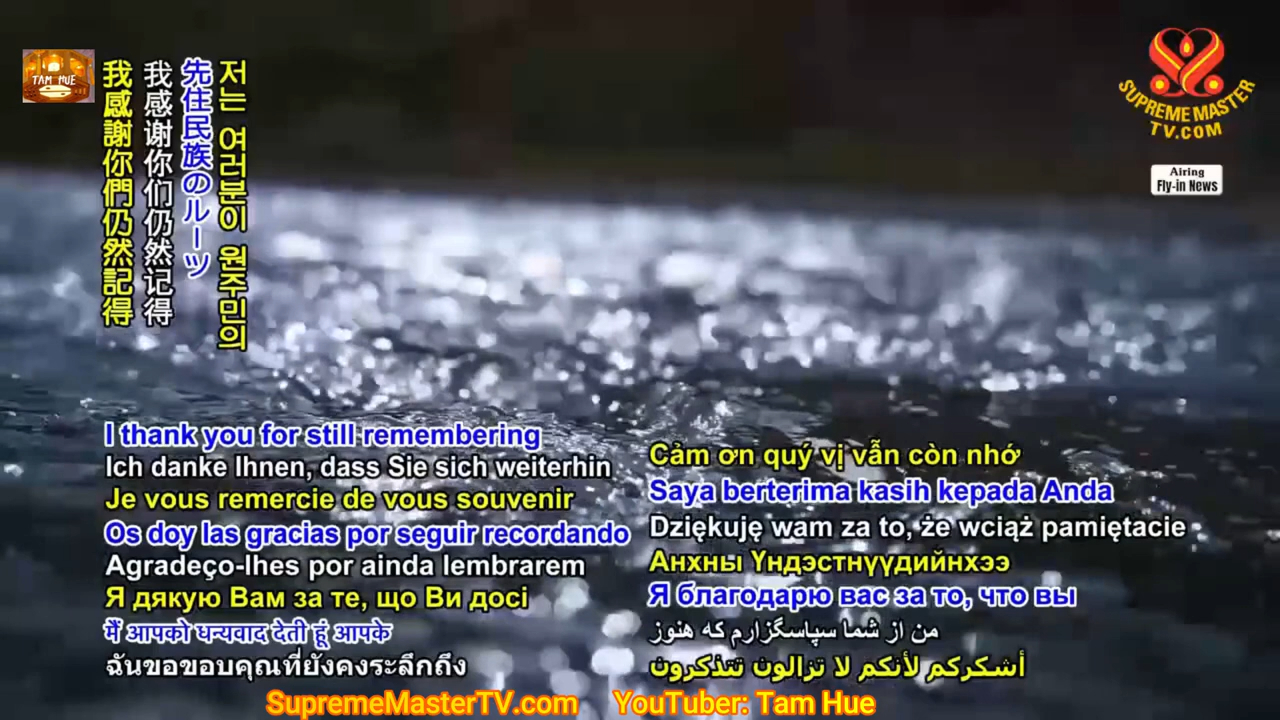 TAM HUE
我感謝你們仍然記得
我感谢你们仍然记得
先住民族のルーツ
저는 여러분이 원주민의
SUPREME MASTER
TV.COM
Airing
Fly-in News
I thank you for still remembering
Ich danke Ihnen, dass Sie sich weiterhin
Je vous remercie de vous souvenir
Os doy las gracias por seguir recordando
Agradeço-lhes por ainda lembrarem
Я дякую Вам за те, що Ви досі
मैं आपको धन्यवाद देती हूं आपके
ฉันขอขอบคุณที่ยังคงระลึกถึง
Cảm ơn quý vị vẫn còn nhớ
Saya berterima kasih kepada Anda
Dziękuję wam za to, że wciąż pamiętacie
Анхны Үндэстнүүдийнхээ
Я благодарю вас за то, что вы
من از شما سپاسگزارم که هنوز
أشكركم لأنكم لا تزالون تتذكرون
SupremeMasterTV.com YouTuber: Tam Hue